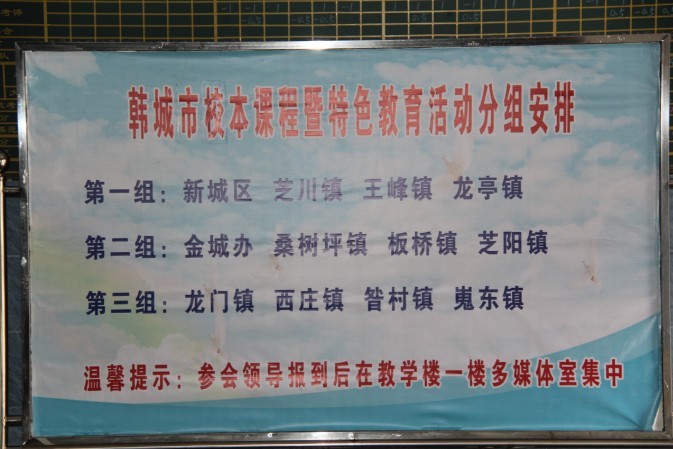 韩城市校本课程暨特色教育活动分组安排
第一组：新城区 芝川镇 王峰镇 龙亭镇
第二组：金城办 桑树坪镇 板桥镇 芝阳镇
第三组：龙门镇 西庄镇 昝村镇 嵬东镇
温馨提示：参会领导报到后在教学楼一楼多媒体室集中